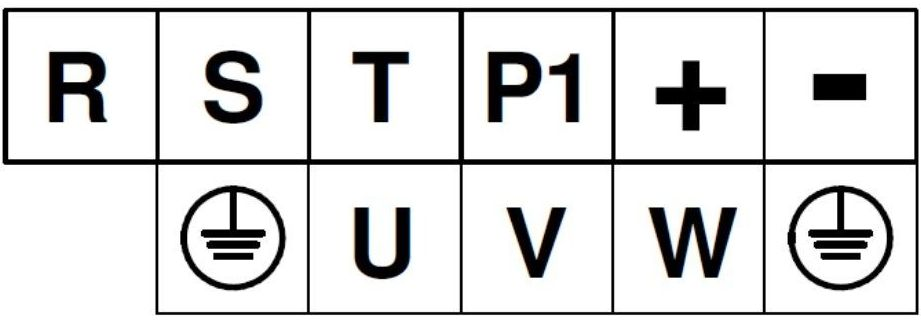 R S T P1 + -
U V W